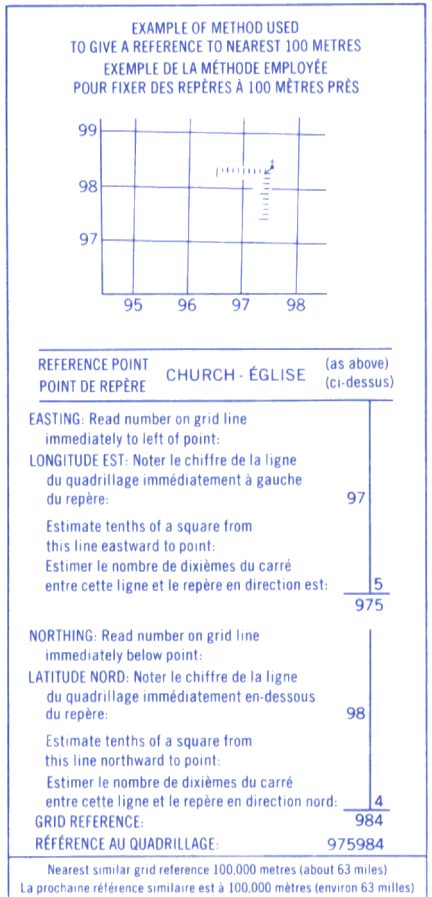 EXAMPLE OF METHOD USED
TO GIVE A REFERENCE TO NEAREST 100 METRES
EXEMPLE DE LA MÉTHODE EMPLOYÉE
POUR FIXER DES REPÈRES À 100 MÈTRES PRÈS
99
98
97
95 96 97 98
REFERENCE POINT
POINT DE REPÈRE
CHURCH - ÉGLISE
(as above)
(ci-dessus)
EASTING: Read number on grid line
immediately to left of point:
LONGITUDE EST: Noter le chiffre de la ligne
du quadrillage immédiatement à gauche
du repère: 97
Estimate tenths of a square from
this line eastward to point:
Estimer le nombre de dixièmes du carré
entre cette ligne et le repère en direction est: 5
975
NORTHING: Read number on grid line
immediately below point:
LATITUDE NORD: Noter le chiffre de la ligne
du quadrillage immédiatement en-dessous
du repère: 98
Estimate tenths of a square from
this line northward to point:
Estimer le nombre de dixièmes du carré
entre cette ligne et le repère en direction nord: 4
GRID REFERENCE: 984
RÉFÉRENCE AU QUADRILLAGE: 975984
Nearest similar grid reference 100,000 metres (about 63 miles)
La prochaine référence similaire est à 100,000 mètres (environ 63 milles)